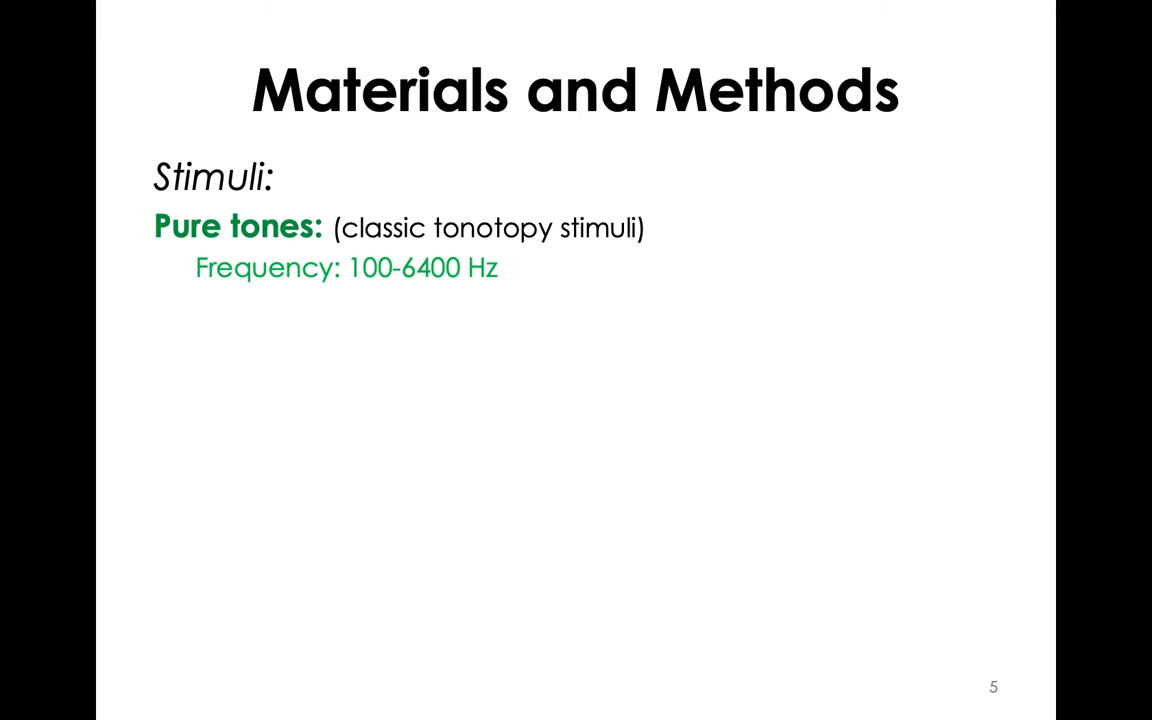 Materials and Methods
Stimuli:
Pure tones: (classic tonotopy stimuli)
Frequency: 100-6400 Hz
5